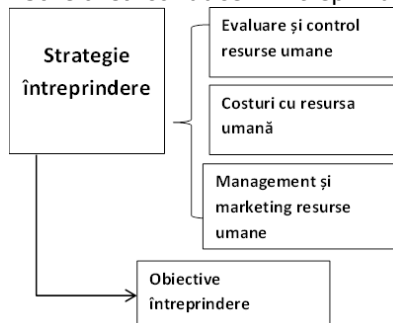 Strategie
întreprindere
Evaluare și control
resurse umane
Costuri cu resursa
umană
Management și
marketing resurse
umane
Obiective
întreprindere